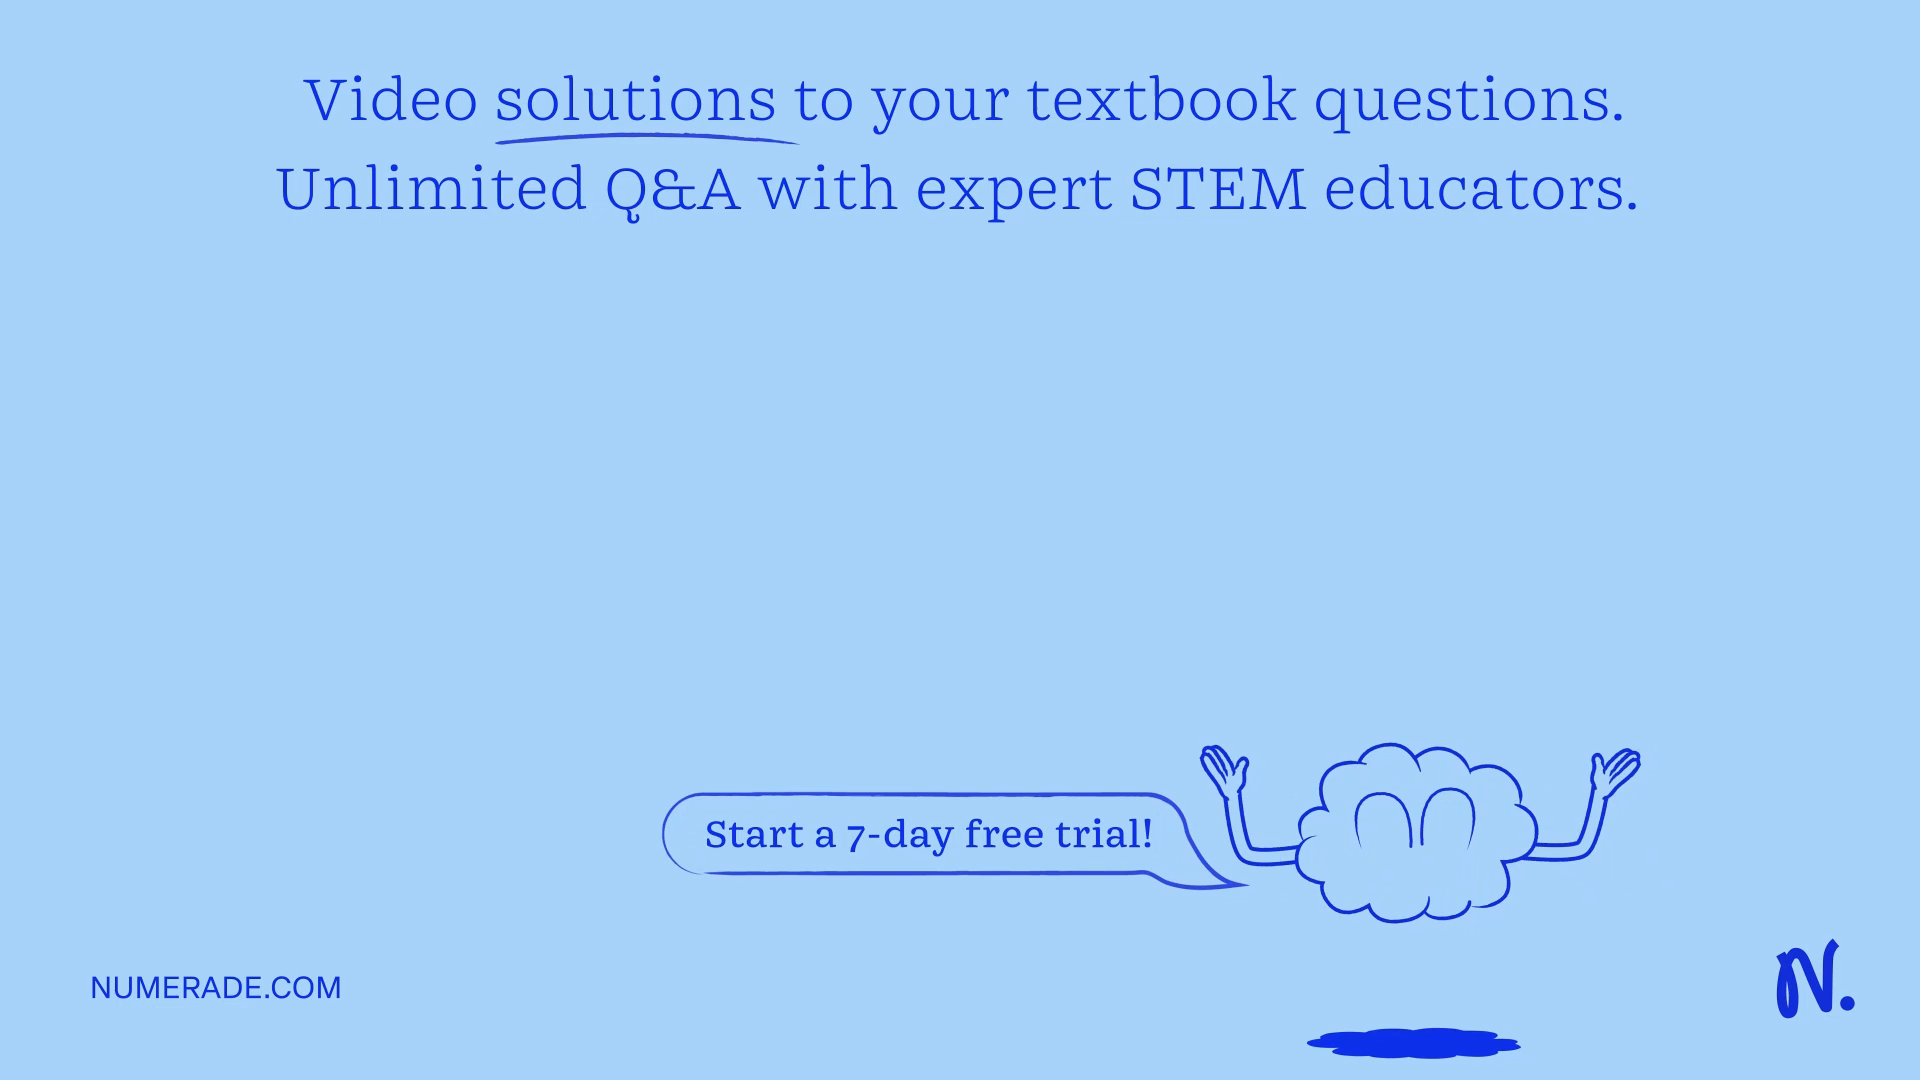 Video solutions to your textbook questions.
Unlimited Q&A with expert STEM educators.
Start a 7-day free trial!
NUMERADE.COM
N.